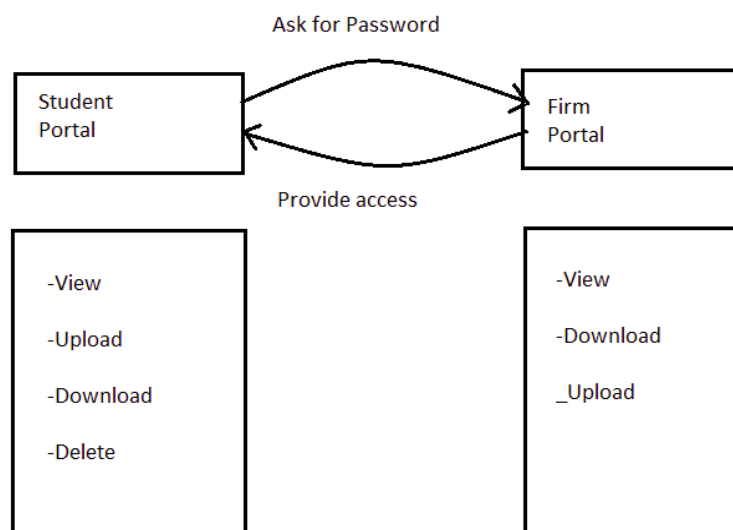 Ask for Password
Student
Portal
Firm
Portal
Provide access
-View
-Upload
-Download
-Delete
-View
-Download
_Upload